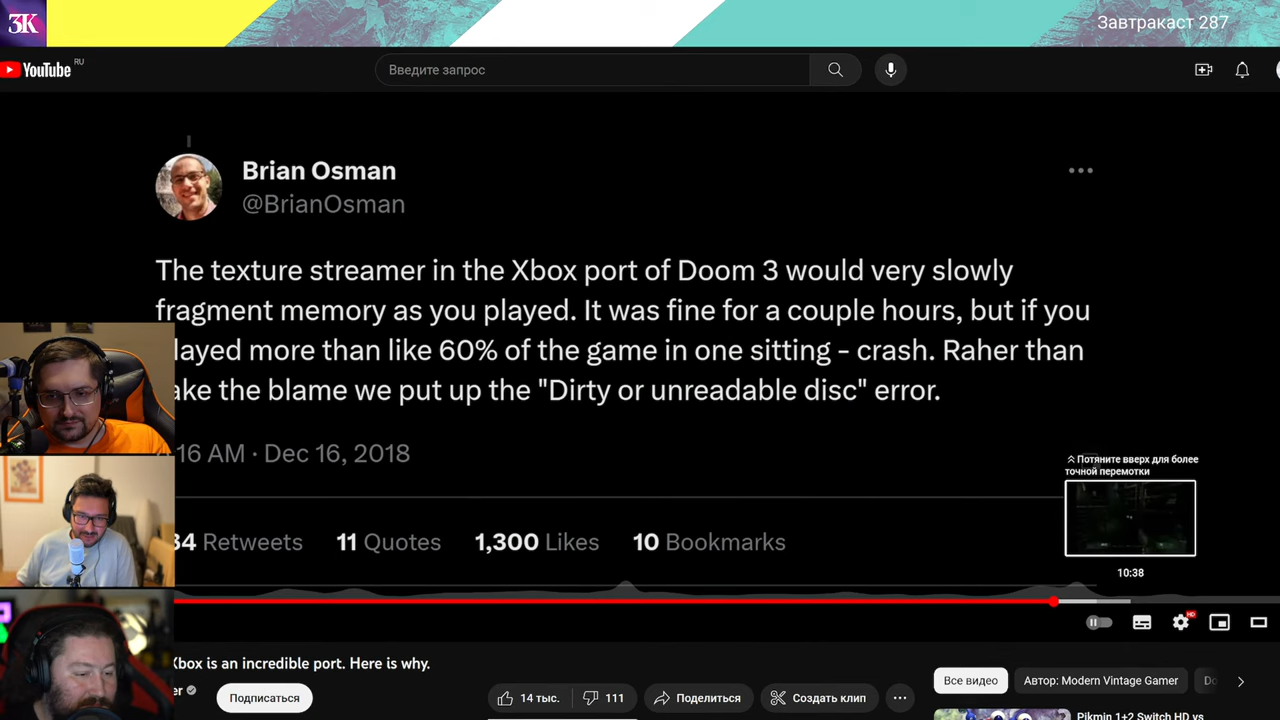 3K
Завтракаст 287
YouTube RU
Введите запрос
Brian Osman
@BrianOsman
The texture streamer in the Xbox port of Doom 3 would very slowly
fragment memory as you played. It was fine for a couple hours, but if you
layed more than like 60% of the game in one sitting - crash. Raher than
ake the blame we put up the "Dirty or unreadable disc" error.
16 AM · Dec 16, 2018
Потяните вверх для более
точной перемотки
34 Retweets 11 Quotes 1,300 Likes 10 Bookmarks
10:38
HD
Xbox is an incredible port. Here is why.
er
Подписаться
14 тыс.
111
Поделиться
Создать клип
Все видео
Автор: Modern Vintage Gamer
Do
Pikmin 1+2 Switch HD vs